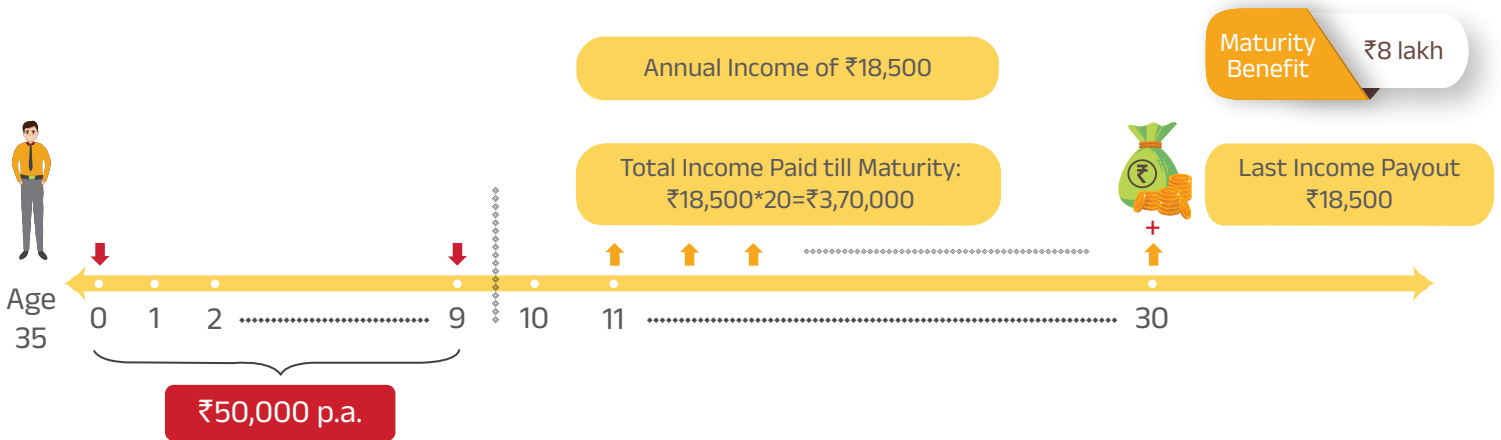 Maturity
Benefit
₹8 lakh
Annual Income of ₹18,500
Total Income Paid till Maturity:
₹18,500*20=₹3,70,000
₹
Last Income Payout
₹18,500
+
Age
35
0 1 2 9 10 11 30
₹50,000 p.a.